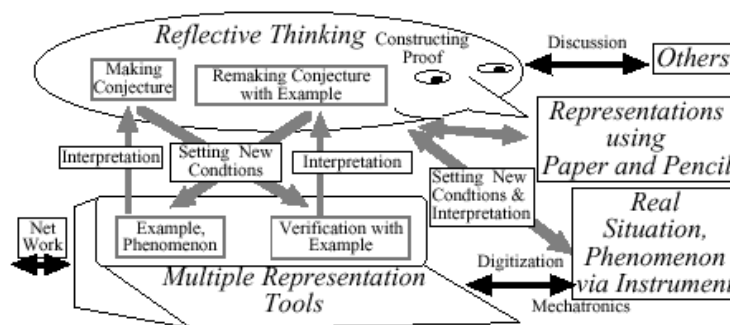 Reflective Thinking
Constructing
Proof
Discussion
Others
Making
Conjecture
Remaking Conjecture
with Example
Representations
using
Paper and Pencil
Interpretation
Setting New
Condtions
Interpretation
Setting New
Condtions &
Interpretation
Real
Situation,
Phenomenon
via Instrument
Net
Work
Example,
Phenomenon
Verification with
Example
Digitization
Multiple Representation
Tools
Mechatronics